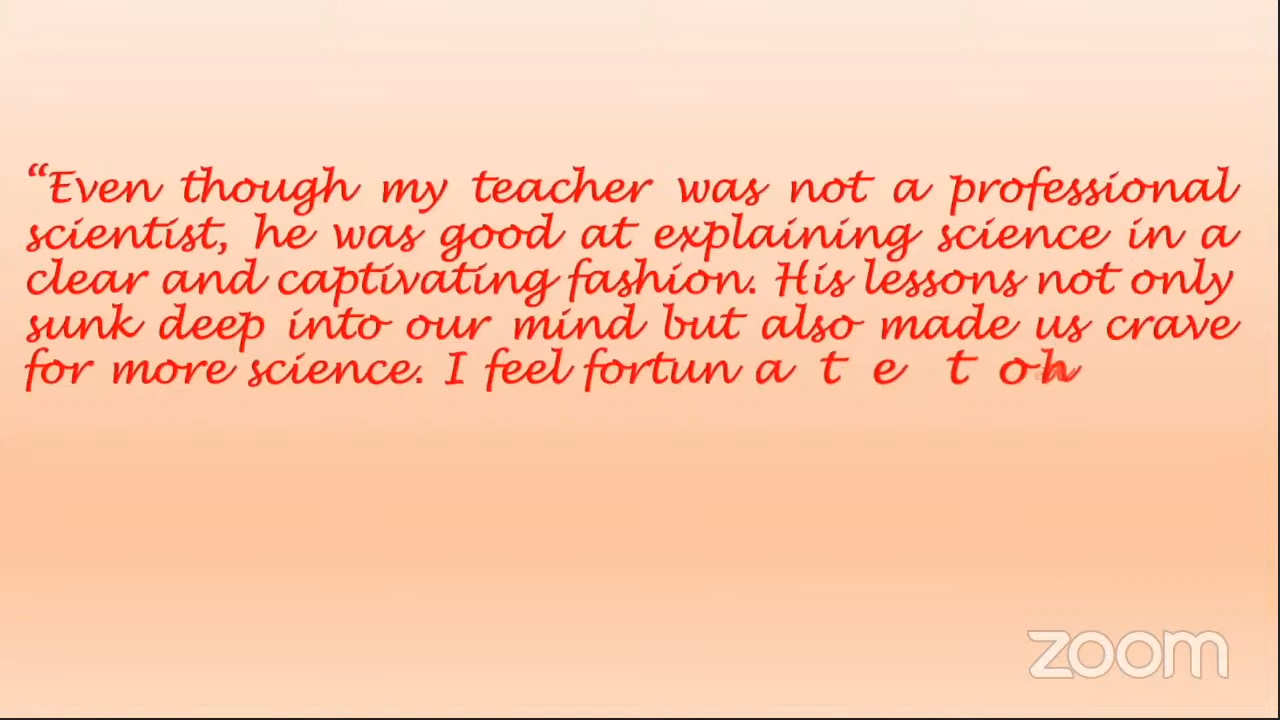 “Even though my teacher was not a professional
scientist, he was good at explaining science in a
clear and captivating fashion. His lessons not only
sunk deep into our mind but also made us crave
for more science. I feel fortunate to h
zoom